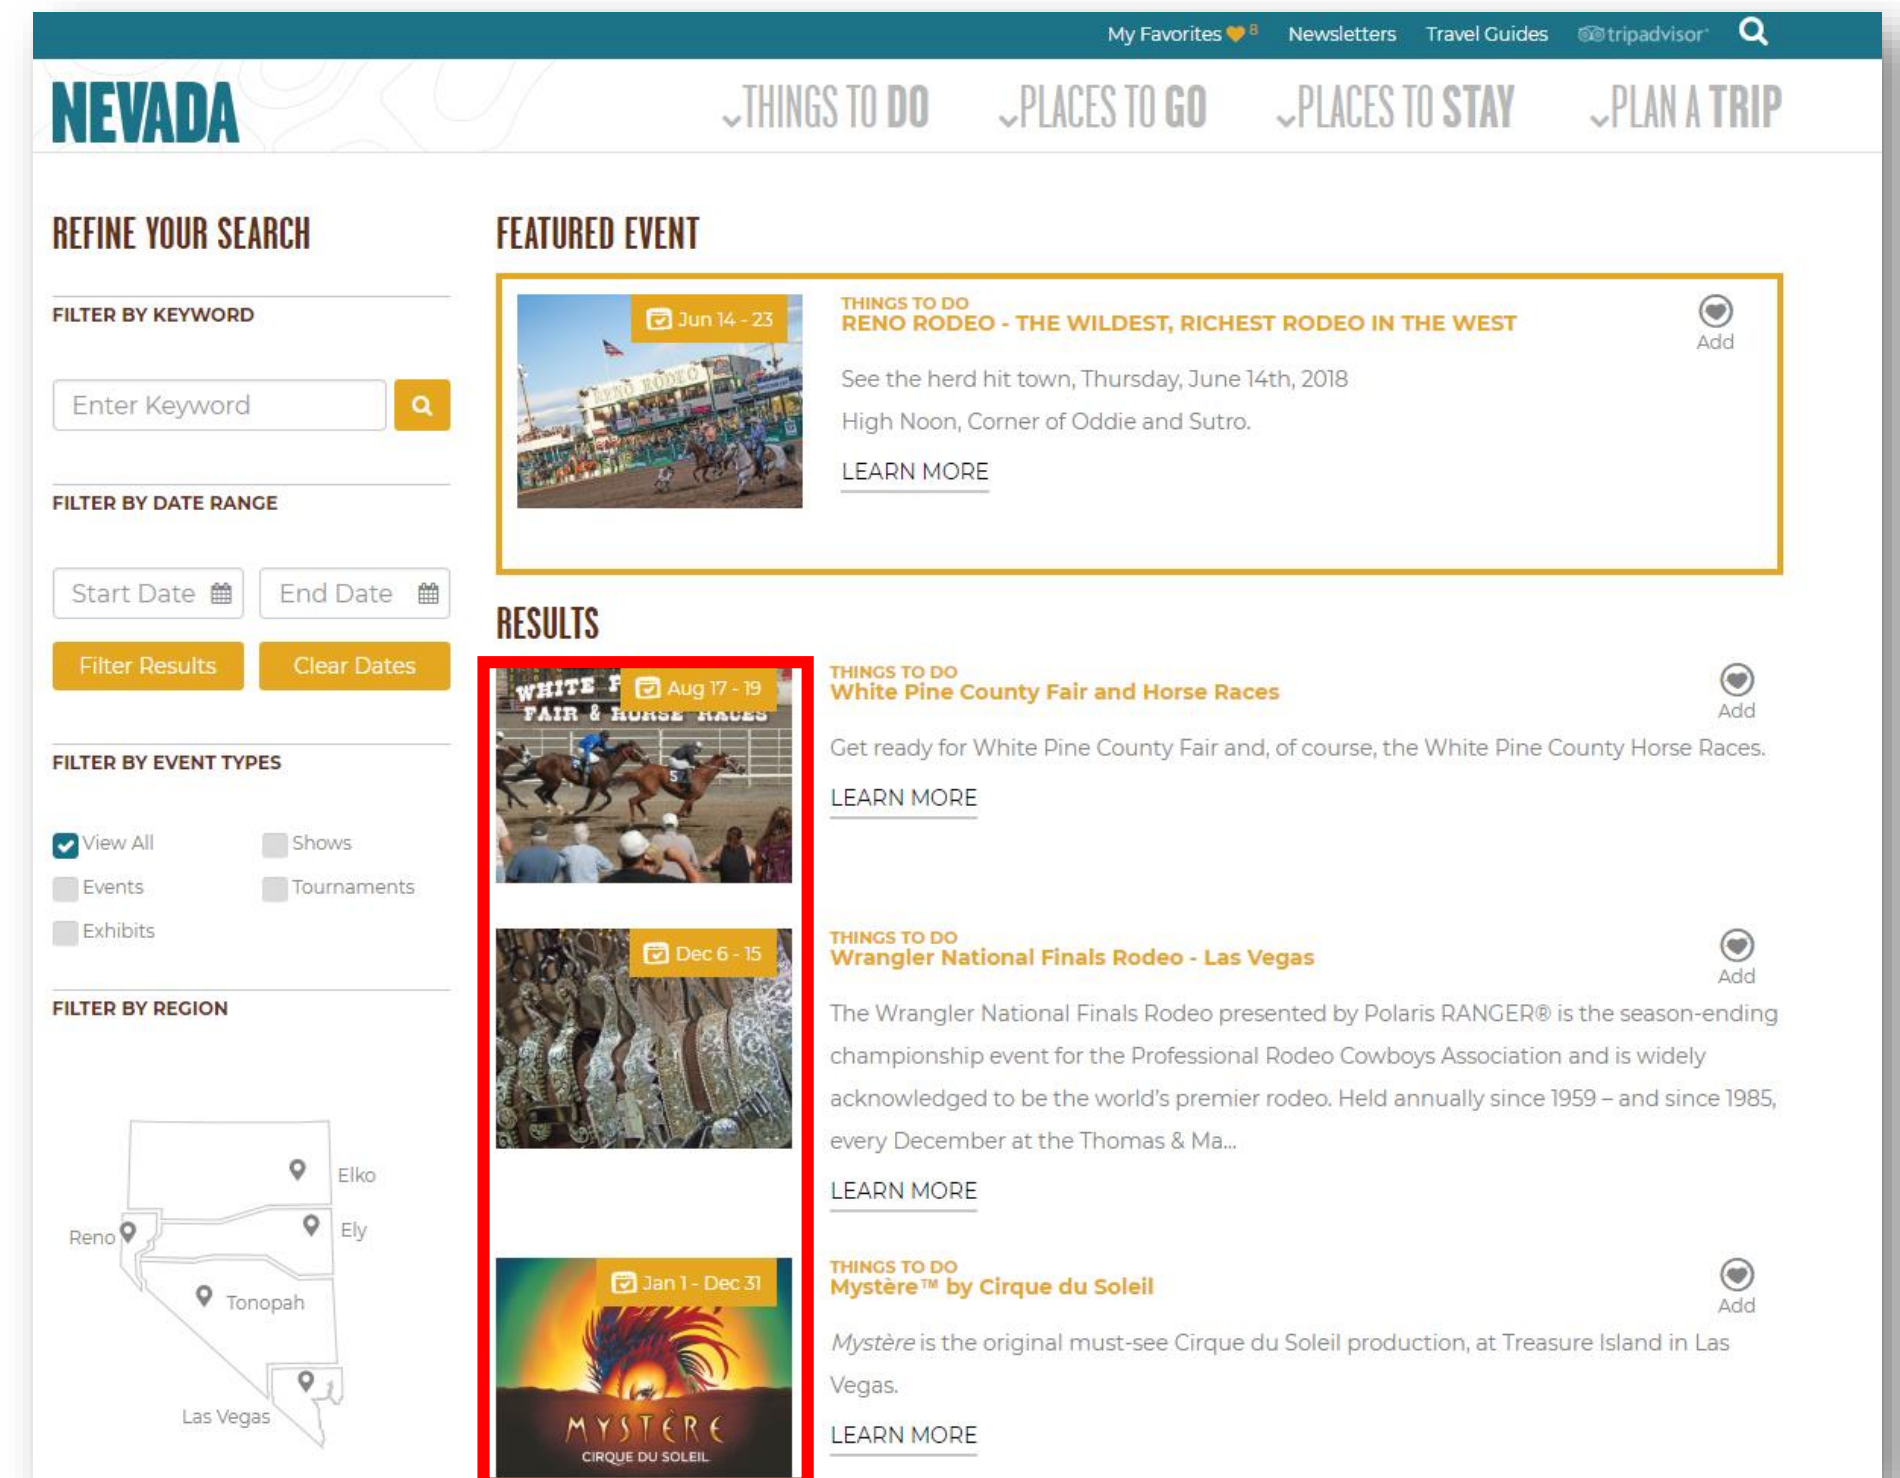 My Favorites 8 Newsletters Travel Guides tripadvisor
NEVADA
THINGS TO DO PLACES TO GO PLACES TO STAY PLAN A TRIP
REFINE YOUR SEARCH
FILTER BY KEYWORD
Enter Keyword
FILTER BY DATE RANGE
Start Date End Date
Filter Results Clear Dates
FILTER BY EVENT TYPES
View All Shows
Events Tournaments
Exhibits
FILTER BY REGION
Elko
Reno
Ely
Tonopah
Las Vegas
FEATURED EVENT
RENO RODEO
Jun 14 - 23
THINGS TO DO
RENO RODEO - THE WILDEST, RICHEST RODEO IN THE WEST
Add
See the herd hit town, Thursday, June 14th, 2018
High Noon, Corner of Oddie and Sutro.
LEARN MORE
RESULTS
WHITE
Aug 17 - 19
FAIR & HORSE RACES
5
THINGS TO DO
White Pine County Fair and Horse Races
Add
Get ready for White Pine County Fair and, of course, the White Pine County Horse Races.
LEARN MORE
Dec 6 - 15
THINGS TO DO
Wrangler National Finals Rodeo - Las Vegas
Add
The Wrangler National Finals Rodeo presented by Polaris RANGER® is the season-ending
championship event for the Professional Rodeo Cowboys Association and is widely
acknowledged to be the world's premier rodeo. Held annually since 1959 – and since 1985,
every December at the Thomas & Ma...
LEARN MORE
Jan 1 - Dec 31
MYSTÈRE
CIRQUE DU SOLEIL
THINGS TO DO
Mystère™ by Cirque du Soleil
Add
Mystère is the original must-see Cirque du Soleil production, at Treasure Island in Las
Vegas.
LEARN MORE